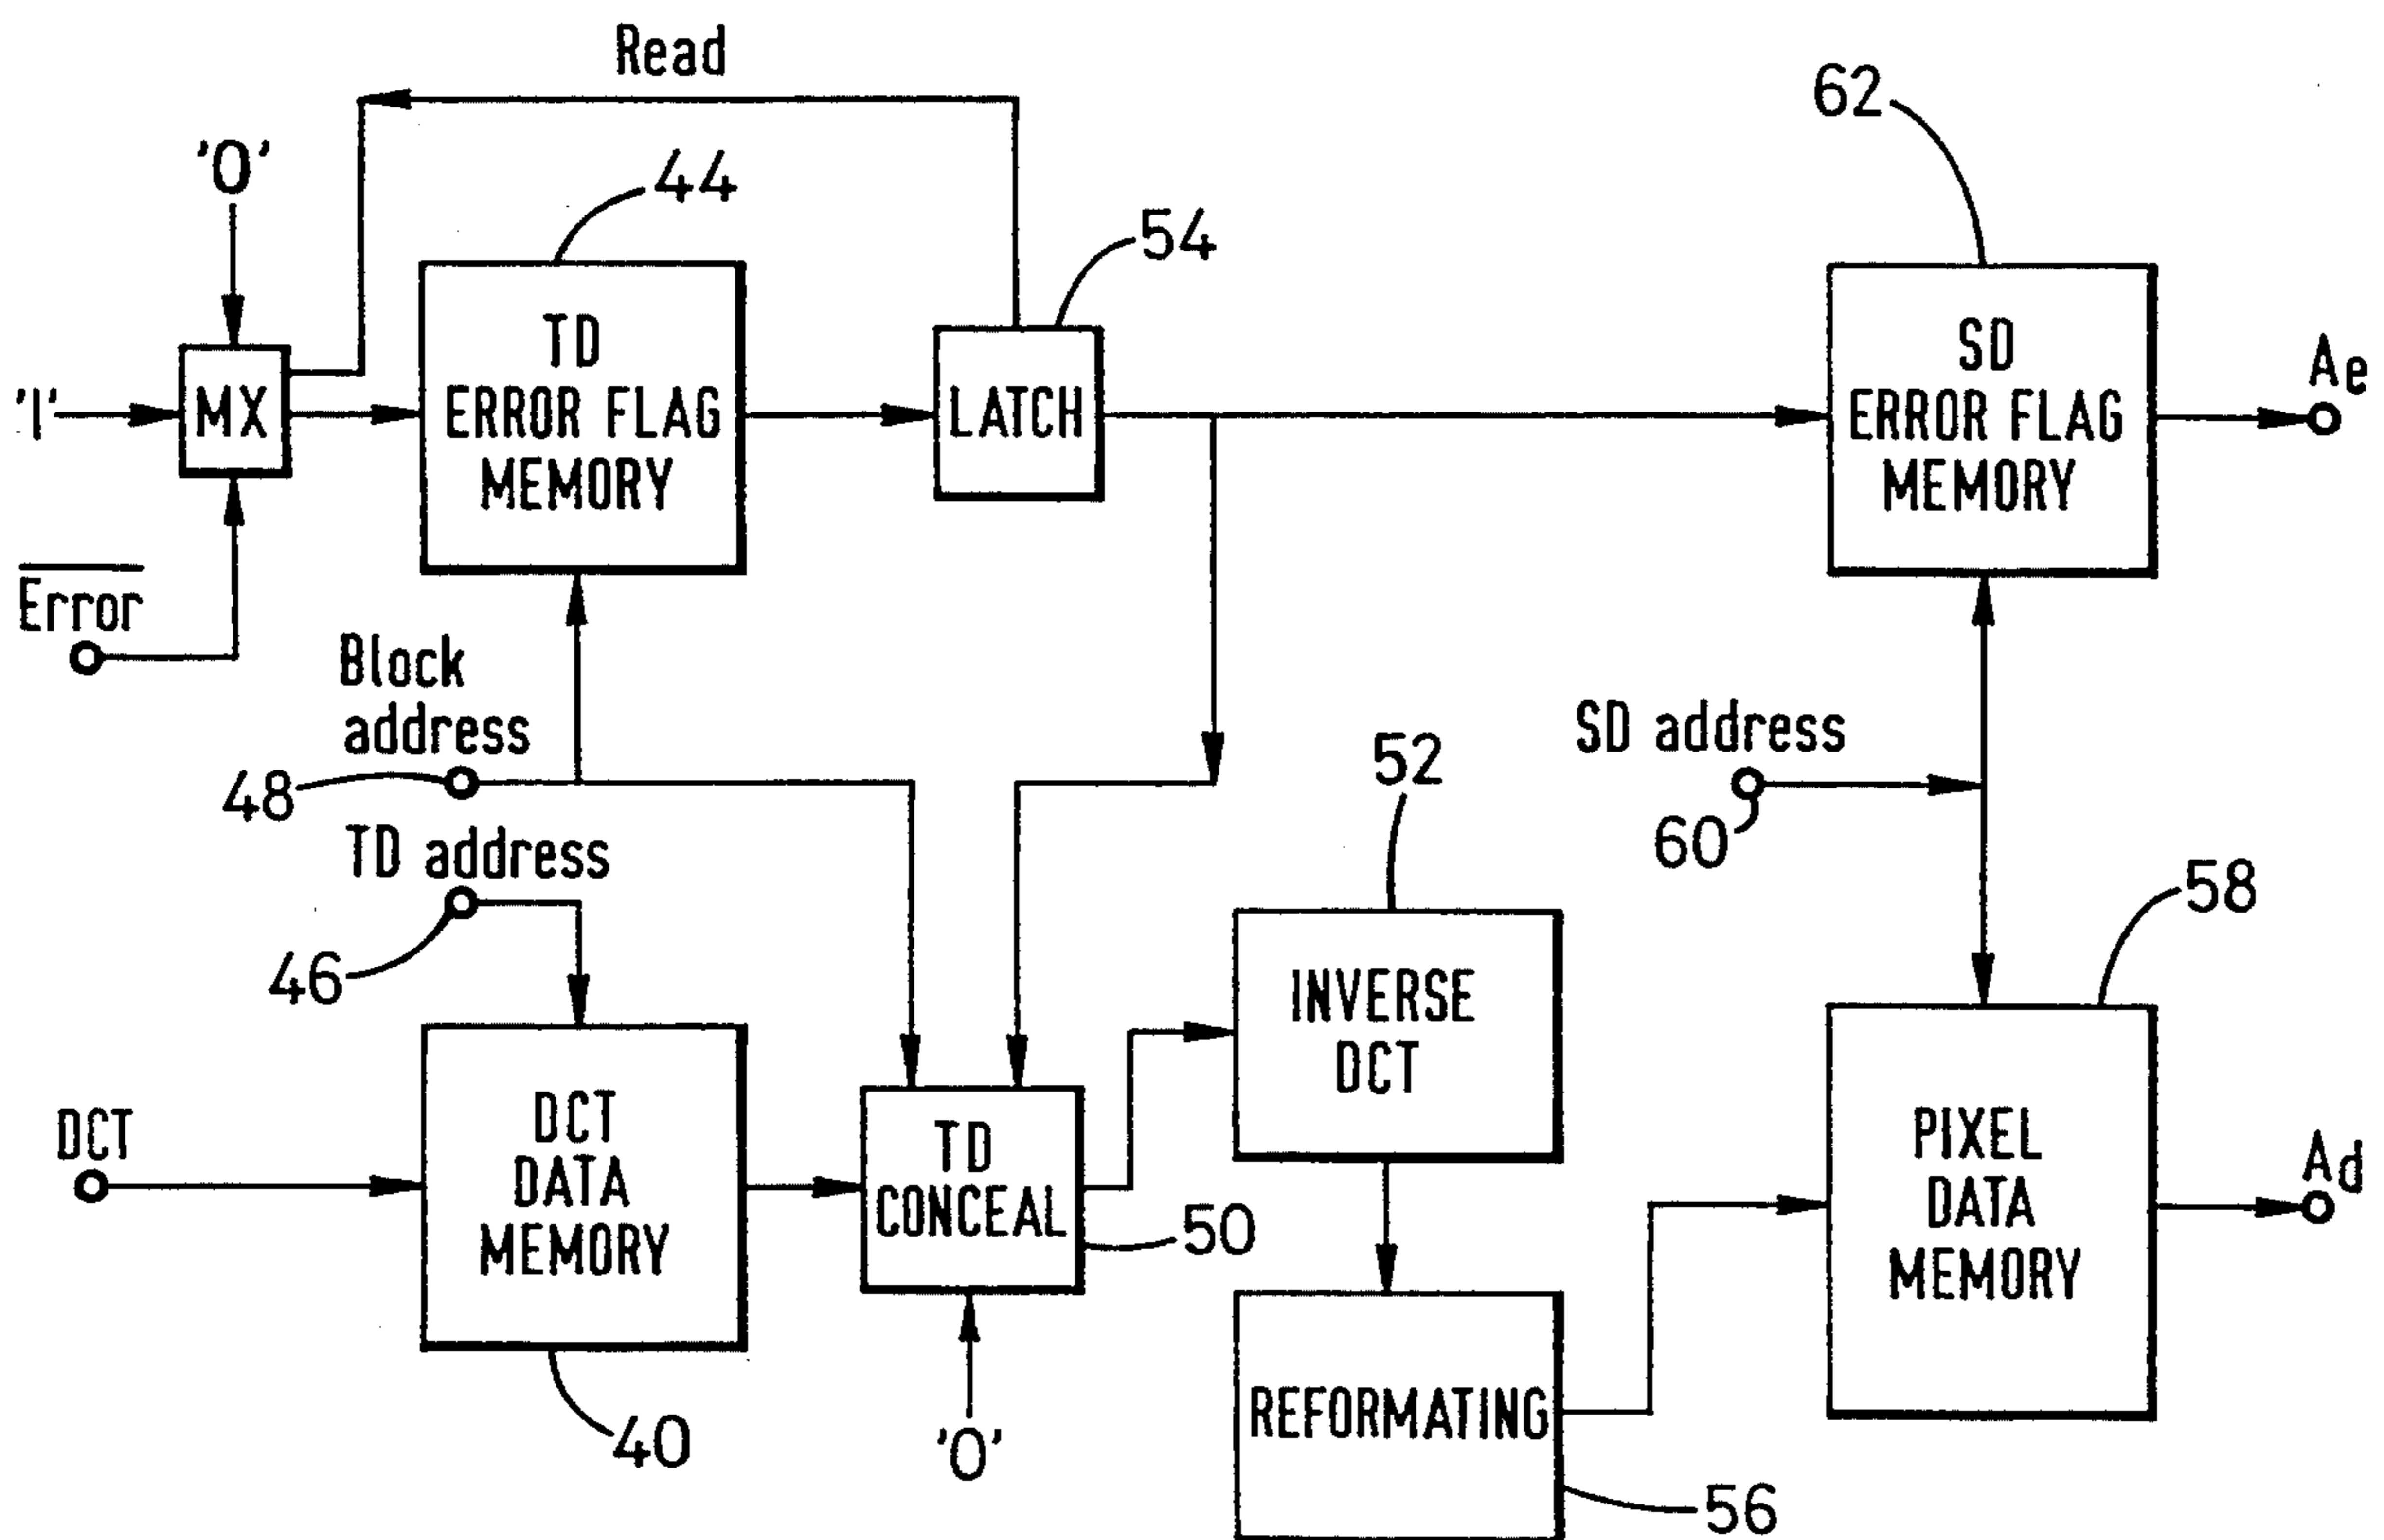 Read
62
'0'
44
54
TD
ERROR FLAG
MEMORY
SD
ERROR FLAG
MEMORY
Ae
'1'
MX
LATCH
Error
Block
address
48
SD address
60
52
TD address
46
58
INVERSE
DCT
DCT
DCT
DATA
MEMORY
TD
CONCEAL
50
PIXEL
DATA
MEMORY
Ad
40
'0'
REFORMATING
56